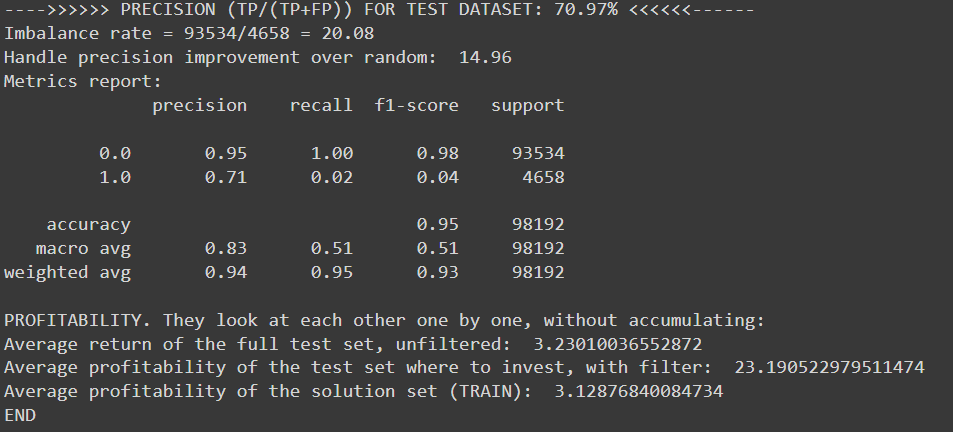 ---->>>>>> PRECISION (TP/(TP+FP)) FOR TEST DATASET: 70.97% <<<<<<------
Imbalance rate = 93534/4658 = 20.08
Handle precision improvement over random:  14.96
Metrics report:
              precision    recall  f1-score   support

         0.0       0.95      1.00      0.98     93534
         1.0       0.71      0.02      0.04      4658

    accuracy                           0.95     98192
   macro avg       0.83      0.51      0.51     98192
weighted avg       0.94      0.95      0.93     98192

PROFITABILITY. They look at each other one by one, without accumulating:
Average return of the full test set, unfiltered:  3.23010036552872
Average profitability of the test set where to invest, with filter:  23.190522979511474
Average profitability of the solution set (TRAIN):  3.12876840084734
END